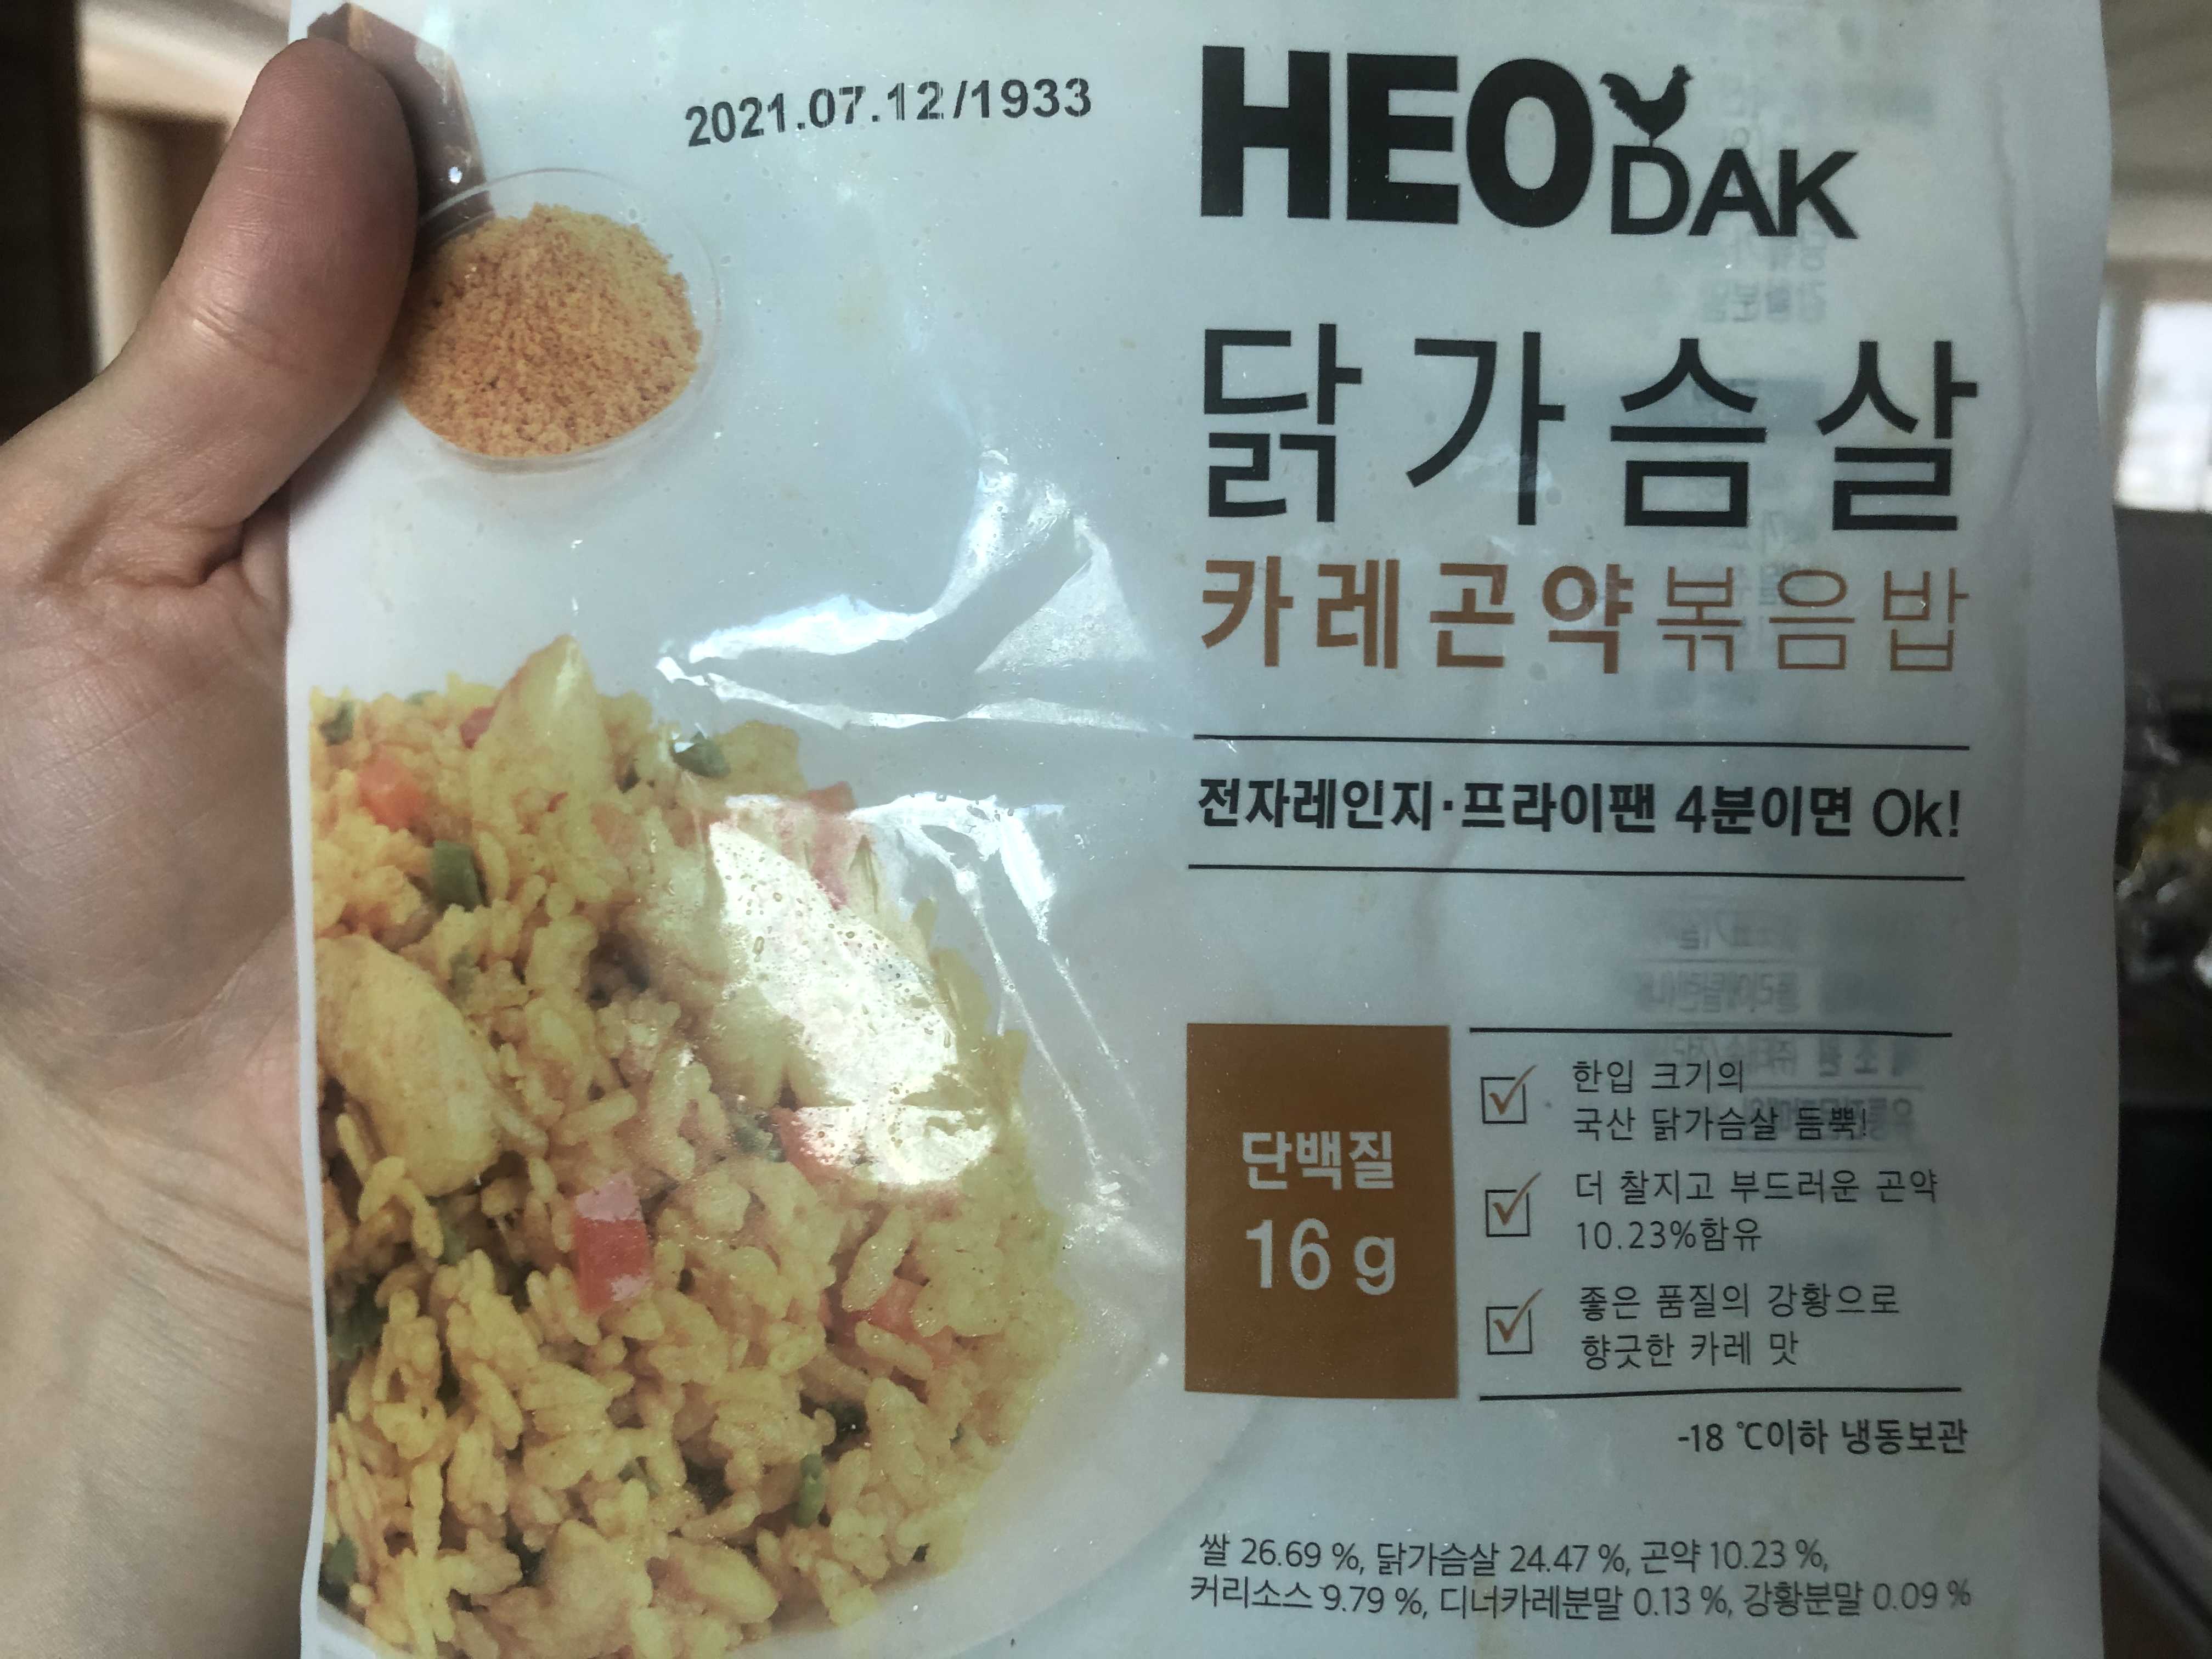 2021.07.12/1933
HEO DAK
닭가슴살
카레곤약볶음밥
전자레인지·프라이팬 4분이면 Ok!
단백질
16 g
한입 크기의
국산 닭가슴살 듬뿍!
더 찰지고 부드러운 곤약
10.23%함유
좋은 품질의 강황으로
향긋한 카레 맛
-18 ℃이하 냉동보관
쌀 26.69 %, 닭가슴살 24.47 %, 곤약 10.23 %,
커리소스 9.79 %, 디너카레분말 0.13 %, 강황분말 0.09 %